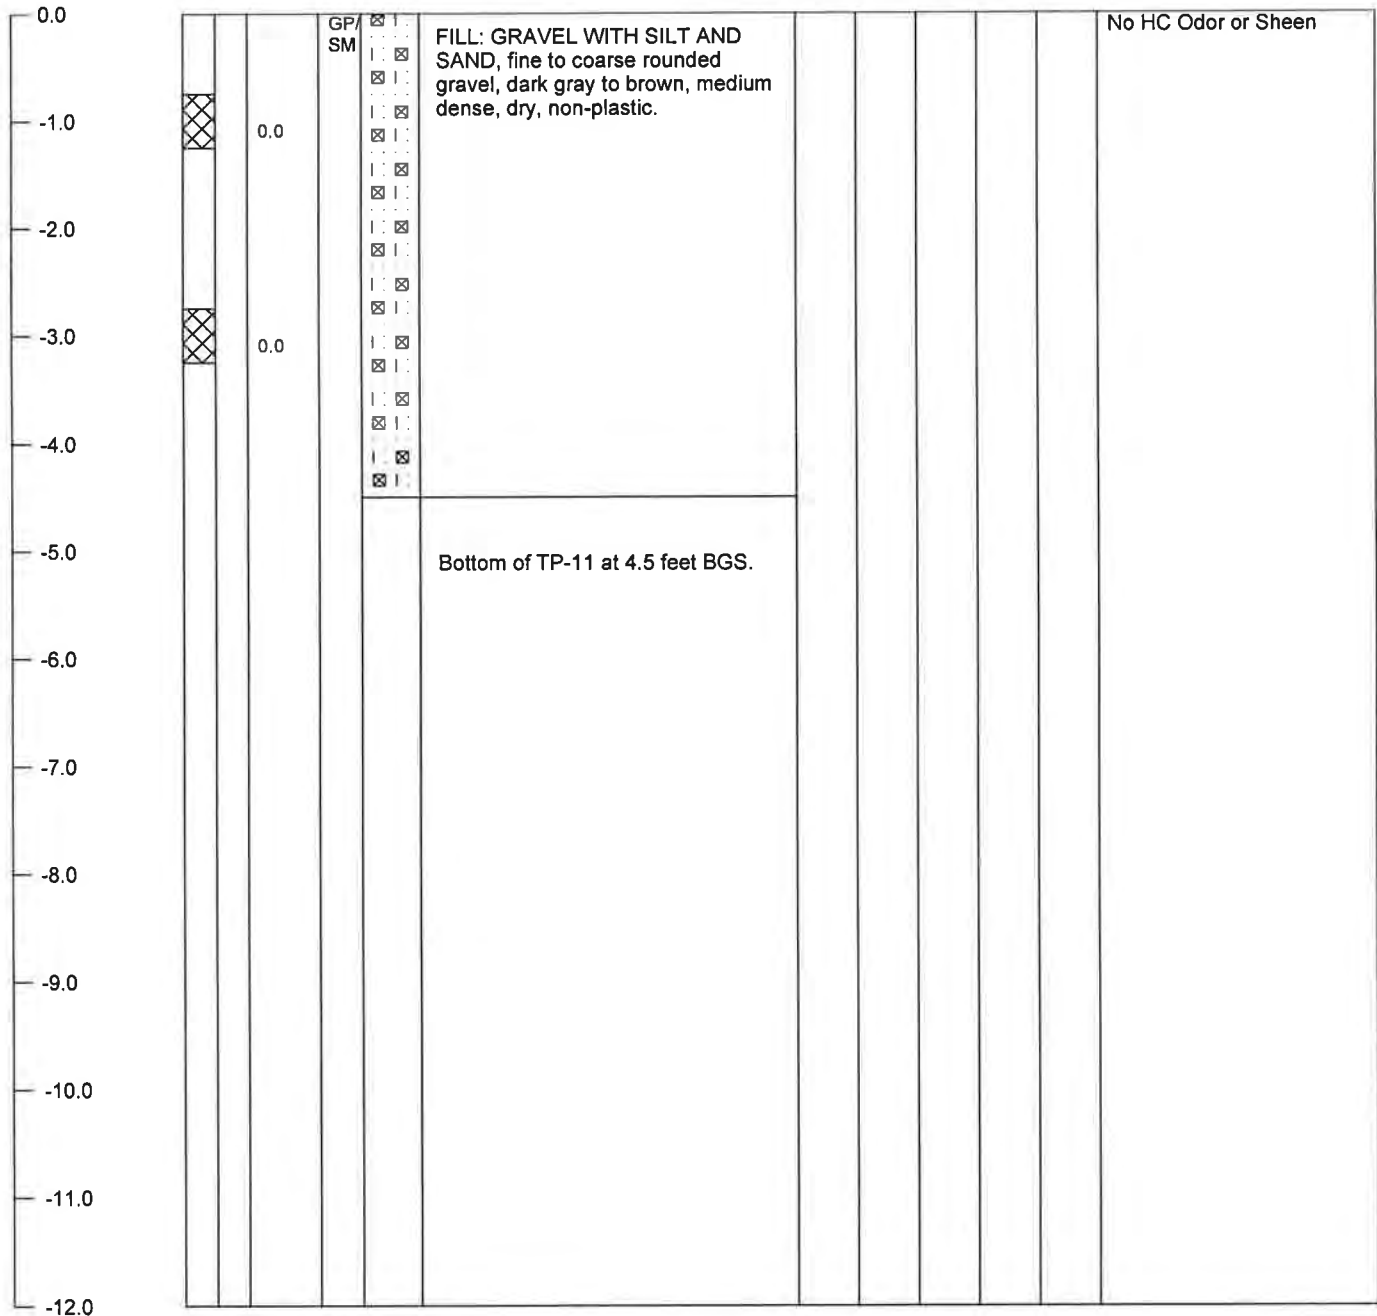 0.0
GP/
SM
FILL: GRAVEL WITH SILT AND
SAND, fine to coarse rounded
gravel, dark gray to brown, medium
dense, dry, non-plastic.
No HC Odor or Sheen
-1.0
0.0
-2.0
-3.0
0.0
-4.0
-5.0
Bottom of TP-11 at 4.5 feet BGS.
-6.0
-7.0
-8.0
-9.0
-10.0
-11.0
-12.0